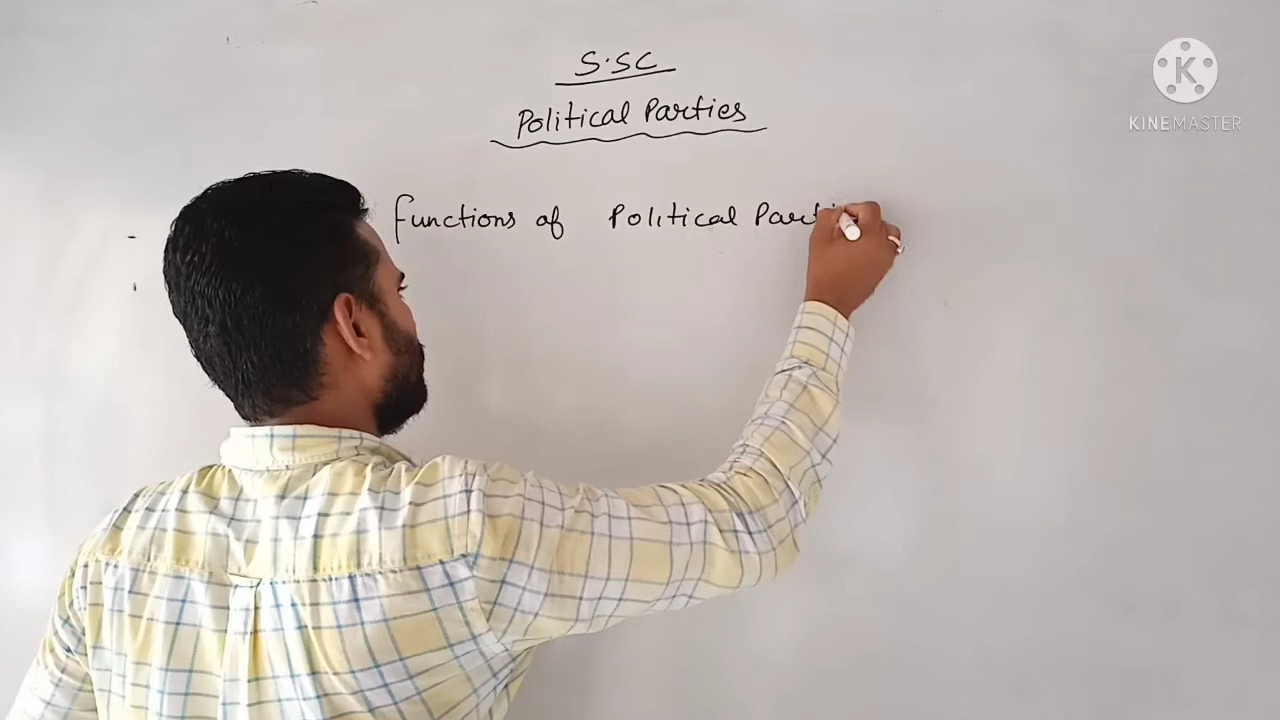 S.SC
Political Parties
Functions of Political Parti
K
KINEMASTER